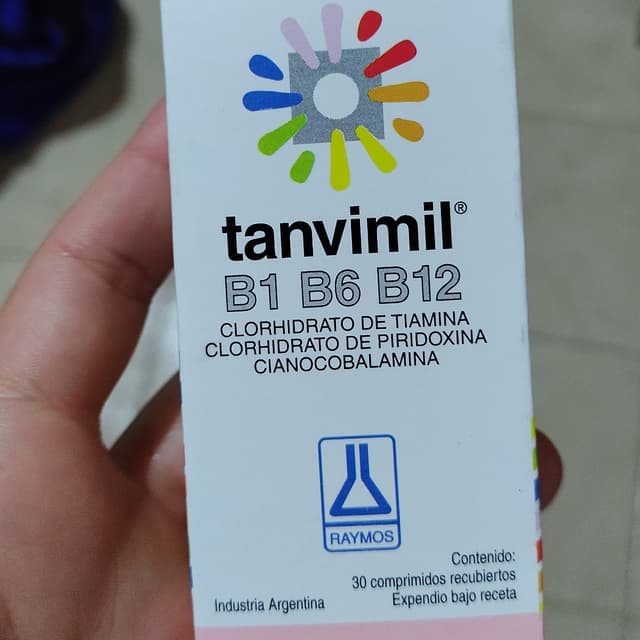 tanvimil®
B1 B6 B12
CLORHIDRATO DE TIAMINA
CLORHIDRATO DE PIRIDOXINA
CIANOCOBALAMINA
RAYMOS
Contenido:
30 comprimidos recubiertos
Industria Argentina Expendio bajo receta